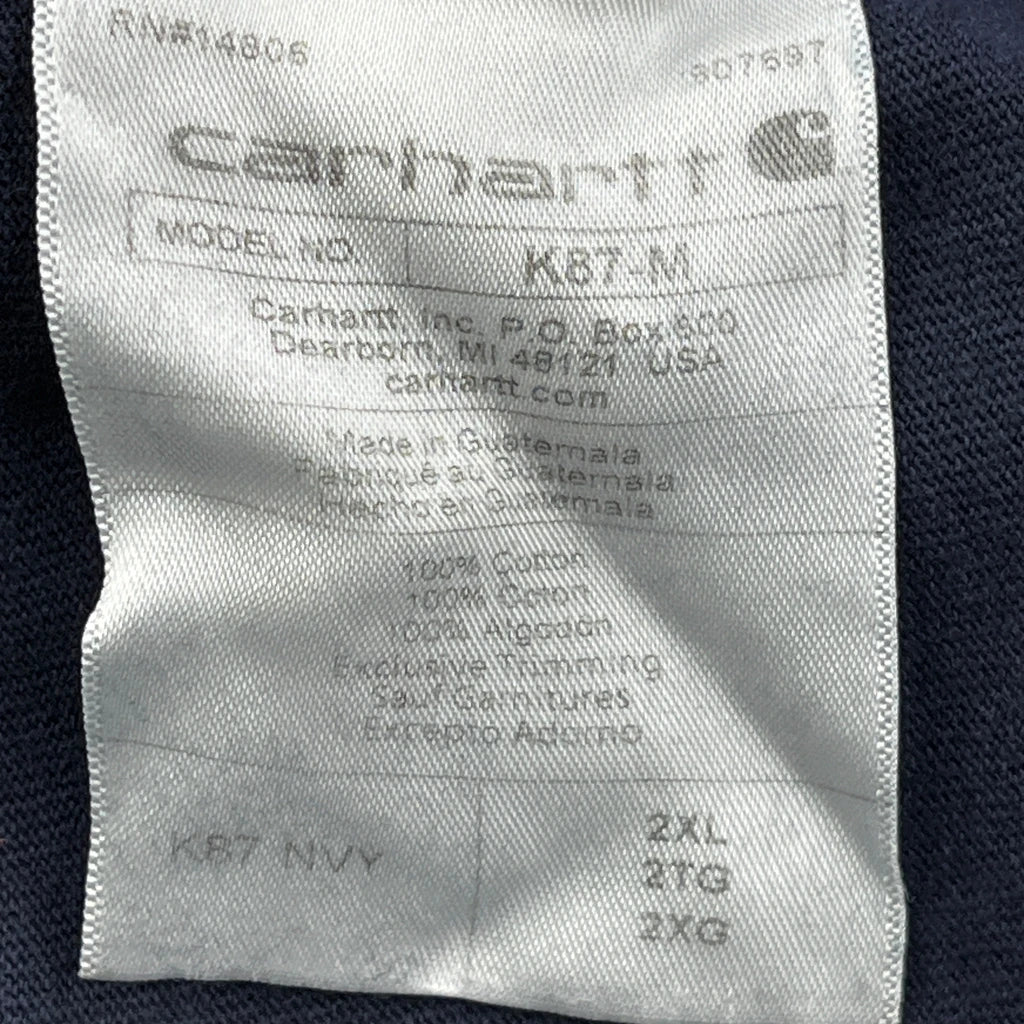 RN#14806
307697
carhartt
MODEL NO.
K87-M
Carhartt, Inc. P.O. Box 600
Dearborn, MI 48121 USA
carhartt.com
Made in Guatemala
Fabriqué au Guatemala
Hecho en Guatemala
100% Cotton
100% Coton
100% Algodon
Exclusive Trimming
Sauf Garnitures
Excepto Adorno
K87 NVY
2XL
2TG
2XG